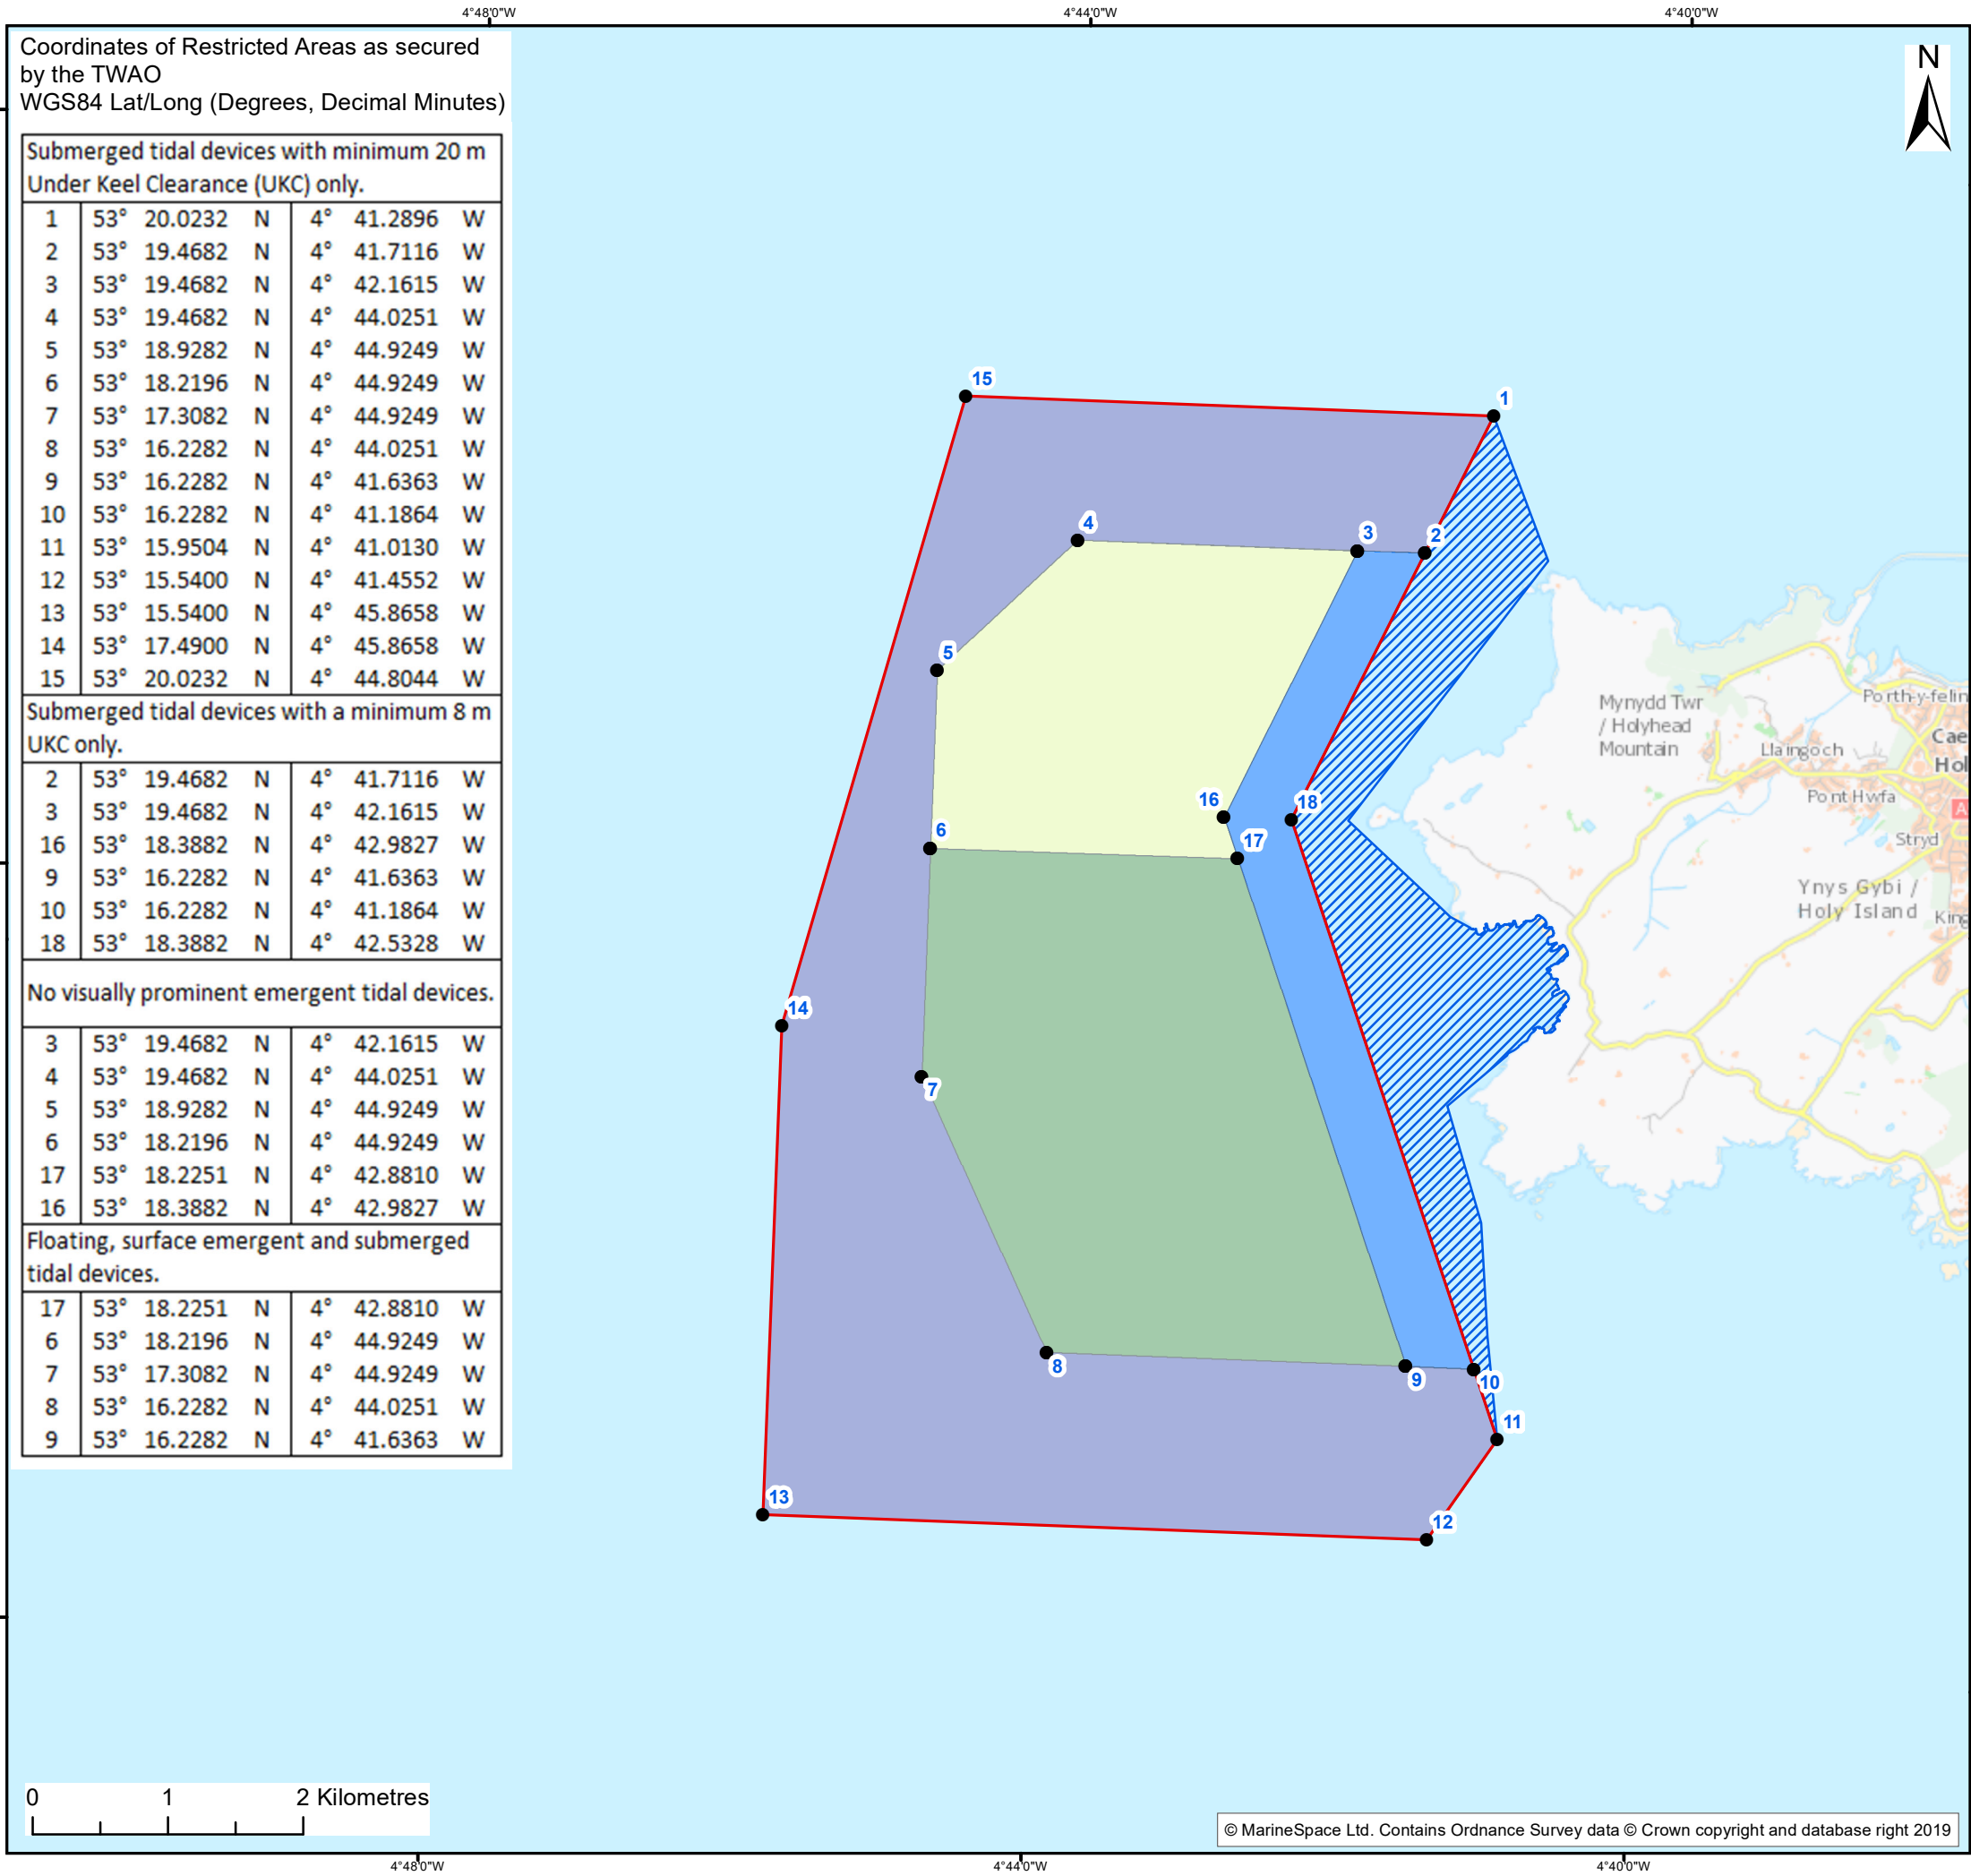 4°48'0"W
4°44'0"W
4°40'0"W
Coordinates of Restricted Areas as secured
by the TWAO
WGS84 Lat/Long (Degrees, Decimal Minutes)
Submerged tidal devices with minimum 20 m
Under Keel Clearance (UKC) only.
1 53° 20.0232 N 4° 41.2896 W
2 53° 19.4682 N 4° 41.7116 W
3 53° 19.4682 N 4° 42.1615 W
4 53° 19.4682 N 4° 44.0251 W
5 53° 18.9282 N 4° 44.9249 W
6 53° 18.2196 N 4° 44.9249 W
7 53° 17.3082 N 4° 44.9249 W
8 53° 16.2282 N 4° 44.0251 W
9 53° 16.2282 N 4° 41.6363 W
10 53° 16.2282 N 4° 41.1864 W
11 53° 15.9504 N 4° 41.0130 W
12 53° 15.5400 N 4° 41.4552 W
13 53° 15.5400 N 4° 45.8658 W
14 53° 17.4900 N 4° 45.8658 W
15 53° 20.0232 N 4° 44.8044 W
Submerged tidal devices with a minimum 8 m
UKC only.
2 53° 19.4682 N 4° 41.7116 W
3 53° 19.4682 N 4° 42.1615 W
16 53° 18.3882 N 4° 42.9827 W
9 53° 16.2282 N 4° 41.6363 W
10 53° 16.2282 N 4° 41.1864 W
18 53° 18.3882 N 4° 42.5328 W
No visually prominent emergent tidal devices.
3 53° 19.4682 N 4° 42.1615 W
4 53° 19.4682 N 4° 44.0251 W
5 53° 18.9282 N 4° 44.9249 W
6 53° 18.2196 N 4° 44.9249 W
17 53° 18.2251 N 4° 42.8810 W
16 53° 18.3882 N 4° 42.9827 W
Floating, surface emergent and submerged
tidal devices.
17 53° 18.2251 N 4° 42.8810 W
6 53° 18.2196 N 4° 44.9249 W
7 53° 17.3082 N 4° 44.9249 W
8 53° 16.2282 N 4° 44.0251 W
9 53° 16.2282 N 4° 41.6363 W
N
15
1
4
3
2
5
16
18
6
17
14
7
8
9
10
11
13
12
Mynydd Twr
/ Holyhead
Mountain
Porth-y-felin
Llaingoch
Cae
Hol
Pont Hwfa
A
Stryd
Ynys Gybi /
Holy Island
King
0 1 2 Kilometres
© MarineSpace Ltd. Contains Ordnance Survey data © Crown copyright and database right 2019
4°48'0"W
4°44'0"W
4°40'0"W